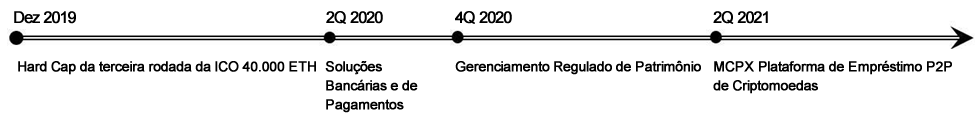 Dez 2019 2Q 2020 4Q 2020 2Q 2021
Hard Cap da terceira rodada da ICO 40.000 ETH
Soluções
Bancárias e de
Pagamentos
Gerenciamento Regulado de Patrimônio
MCPX Plataforma de Empréstimo P2P
de Criptomoedas